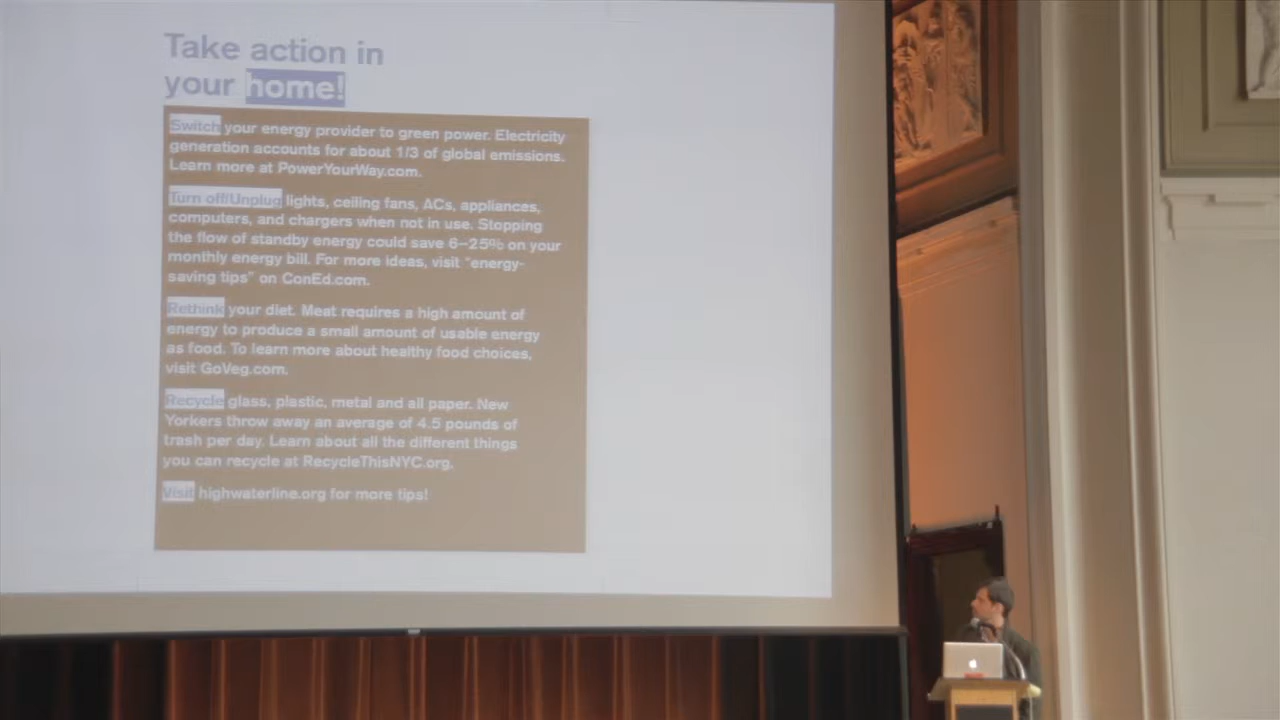 Take action in
your home!
Switch your energy provider to green power. Electricity
generation accounts for about 1/3 of global emissions.
Learn more at PowerYourWay.com.
Turn off/Unplug lights, ceiling fans, ACs, appliances,
computers, and chargers when not in use. Stopping
the flow of standby energy could save 6–25% on your
monthly energy bill. For more ideas, visit "energy-
saving tips" on ConEd.com.
Rethink your diet. Meat requires a high amount of
energy to produce a small amount of usable energy
as food. To learn more about healthy food choices,
visit GoVeg.com.
Recycle glass, plastic, metal and all paper. New
Yorkers throw away an average of 4.5 pounds of
trash per day. Learn about all the different things
you can recycle at RecycleThisNYC.org.
Visit highwaterline.org for more tips!